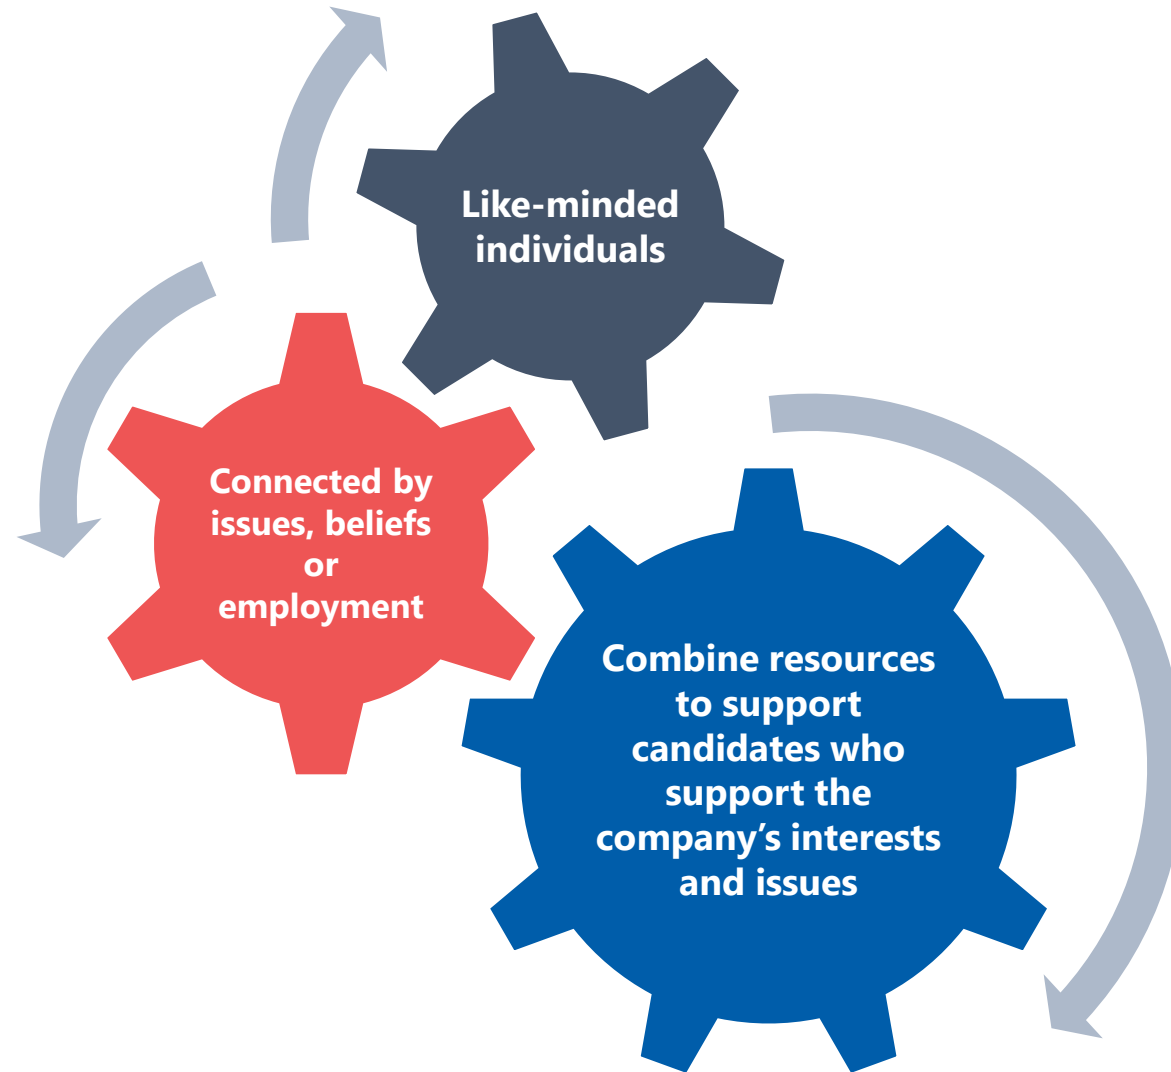 Like-minded
individuals
Connected by
issues, beliefs
or
employment
Combine resources
to support
candidates who
support the
company’s interests
and issues